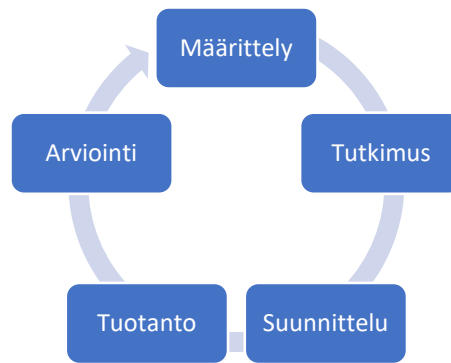 Määrittely
Tutkimus
Suunnittelu
Tuotanto
Arviointi